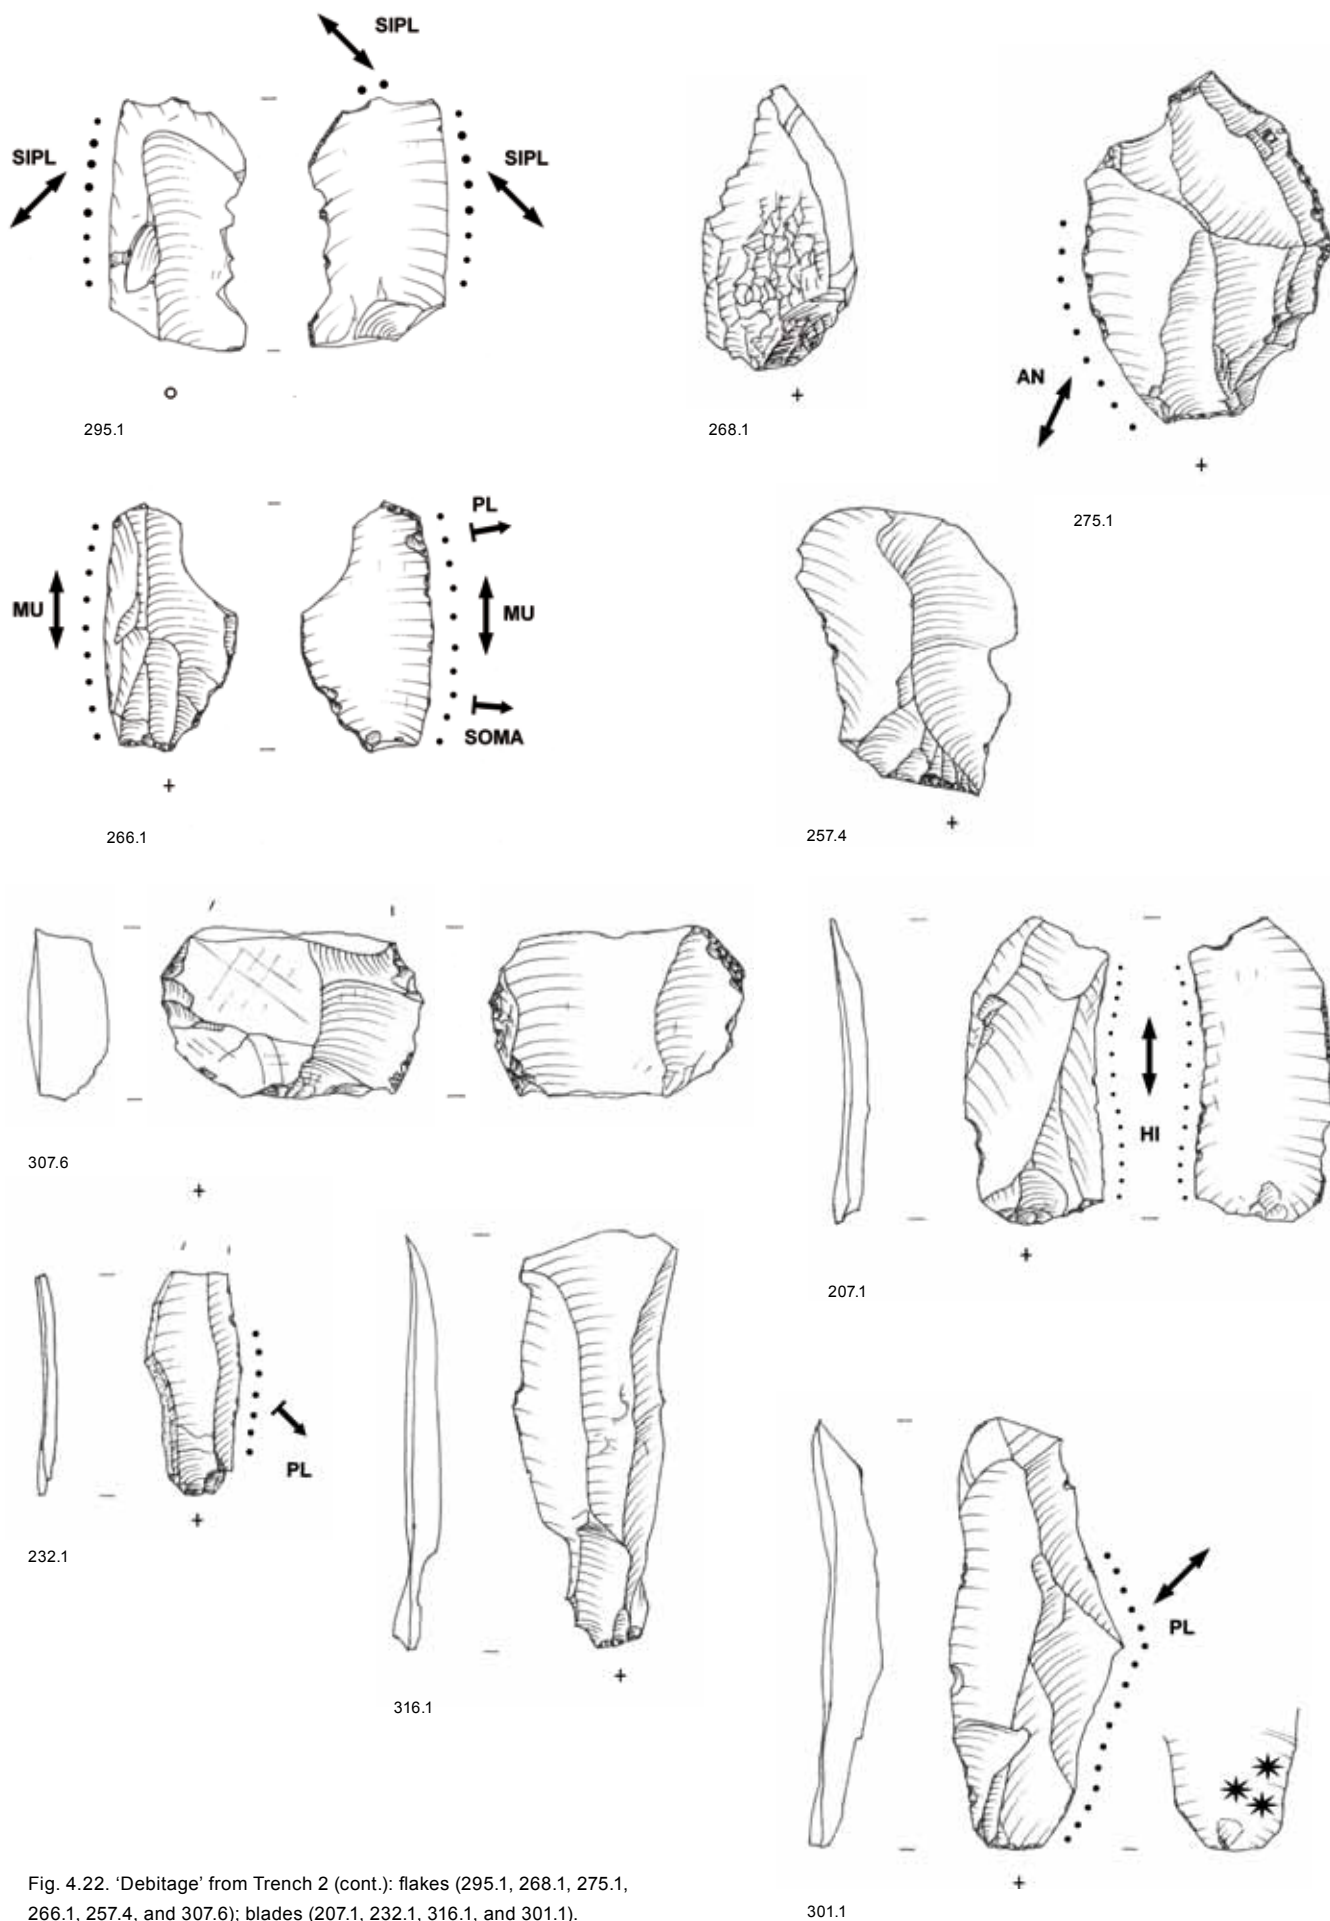 SIPL
SIPL
SIPL
295.1
268.1
AN
275.1
PL
MU
MU
SOMA
266.1
257.4
307.6
HI
207.1
PL
232.1
316.1
PL
301.1
Fig. 4.22. ‘Debitage’ from Trench 2 (cont.): flakes (295.1, 268.1, 275.1,
266.1, 257.4, and 307.6); blades (207.1, 232.1, 316.1, and 301.1).